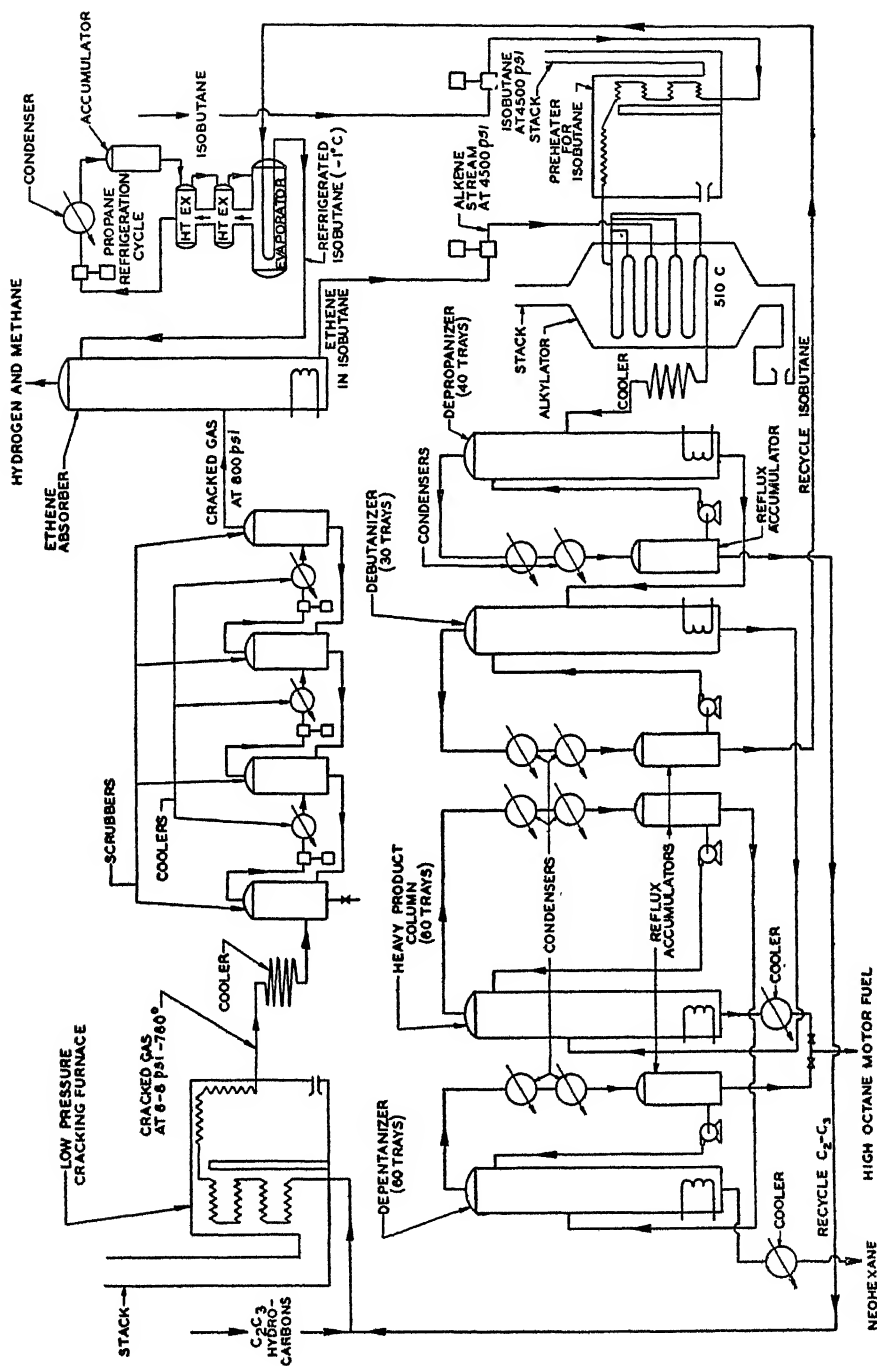 HYDROGEN AND METHANE
CONDENSER
ACCUMULATOR
PROPANE
REFRIGERATION
CYCLE
HT EX
HT EX
EVAPORATOR
ISOBUTANE
REFRIGERATED
ISOBUTANE (-1°C)
ETHENE
ABSORBER
CRACKED GAS
AT 800 psi
ETHENE
IN ISOBUTANE
ALKENE
STREAM
AT 4500 psi
ISOBUTANE
AT 4500 psi
STACK
PREHEATER
FOR
ISOBUTANE
SCRUBBERS
COOLERS
COOLER
CRACKED GAS
AT 6-8 psi -760°
LOW PRESSURE
CRACKING FURNACE
STACK
C2C3
HYDRO-
CARBONS
STACK
ALKYLATOR
510 C
COOLER
DEPROPANIZER
(40 TRAYS)
CONDENSERS
REFLUX
ACCUMULATOR
RECYCLE ISOBUTANE
DEBUTANIZER
(30 TRAYS)
HEAVY PRODUCT
COLUMN
(60 TRAYS)
CONDENSERS
REFLUX
ACCUMULATORS
COOLER
DEPENTANIZER
(60 TRAYS)
COOLER
RECYCLE C2-C3
HIGH OCTANE MOTOR FUEL
NEOHEXANE